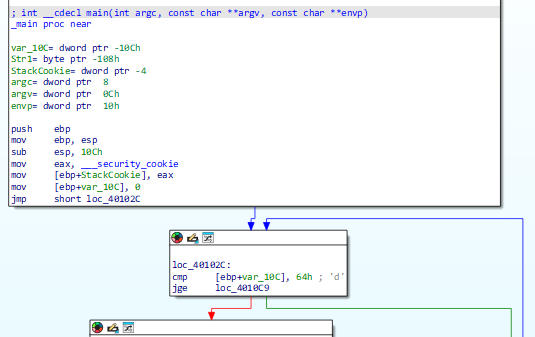 ; int __cdecl main(int argc, const char **argv, const char **envp)
_main proc near
var_10C= dword ptr -10Ch
Str1= byte ptr -108h
StackCookie= dword ptr -4
argc= dword ptr  8
argv= dword ptr  0Ch
envp= dword ptr  10h
push    ebp
mov     ebp, esp
sub     esp, 10Ch
mov     eax, ___security_cookie
mov     [ebp+StackCookie], eax
mov     [ebp+var_10C], 0
jmp     short loc_40102C
loc_40102C:
cmp     [ebp+var_10C], 64h ; 'd'
jge     loc_4010C9